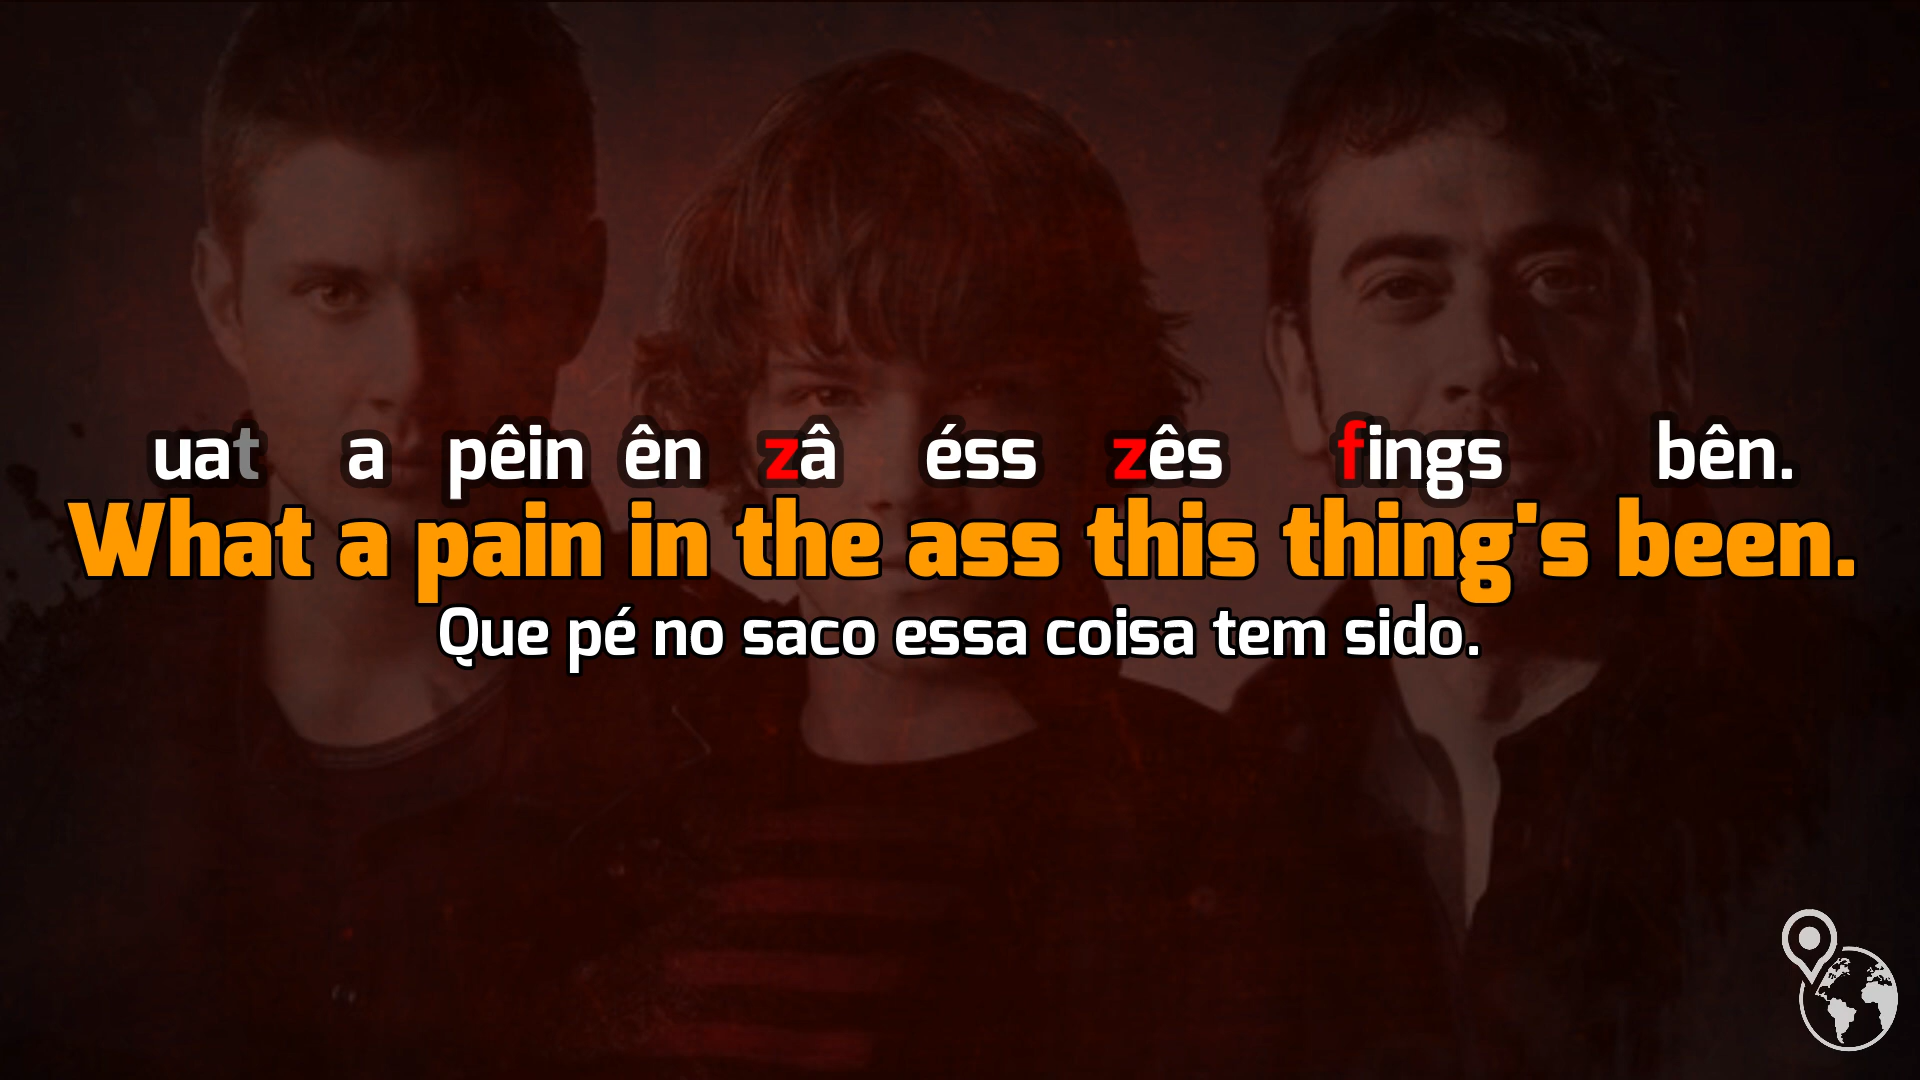 uat a pêin ên zâ éss zês fings bên.
What a pain in the ass this thing's been.
Que pé no saco essa coisa tem sido.